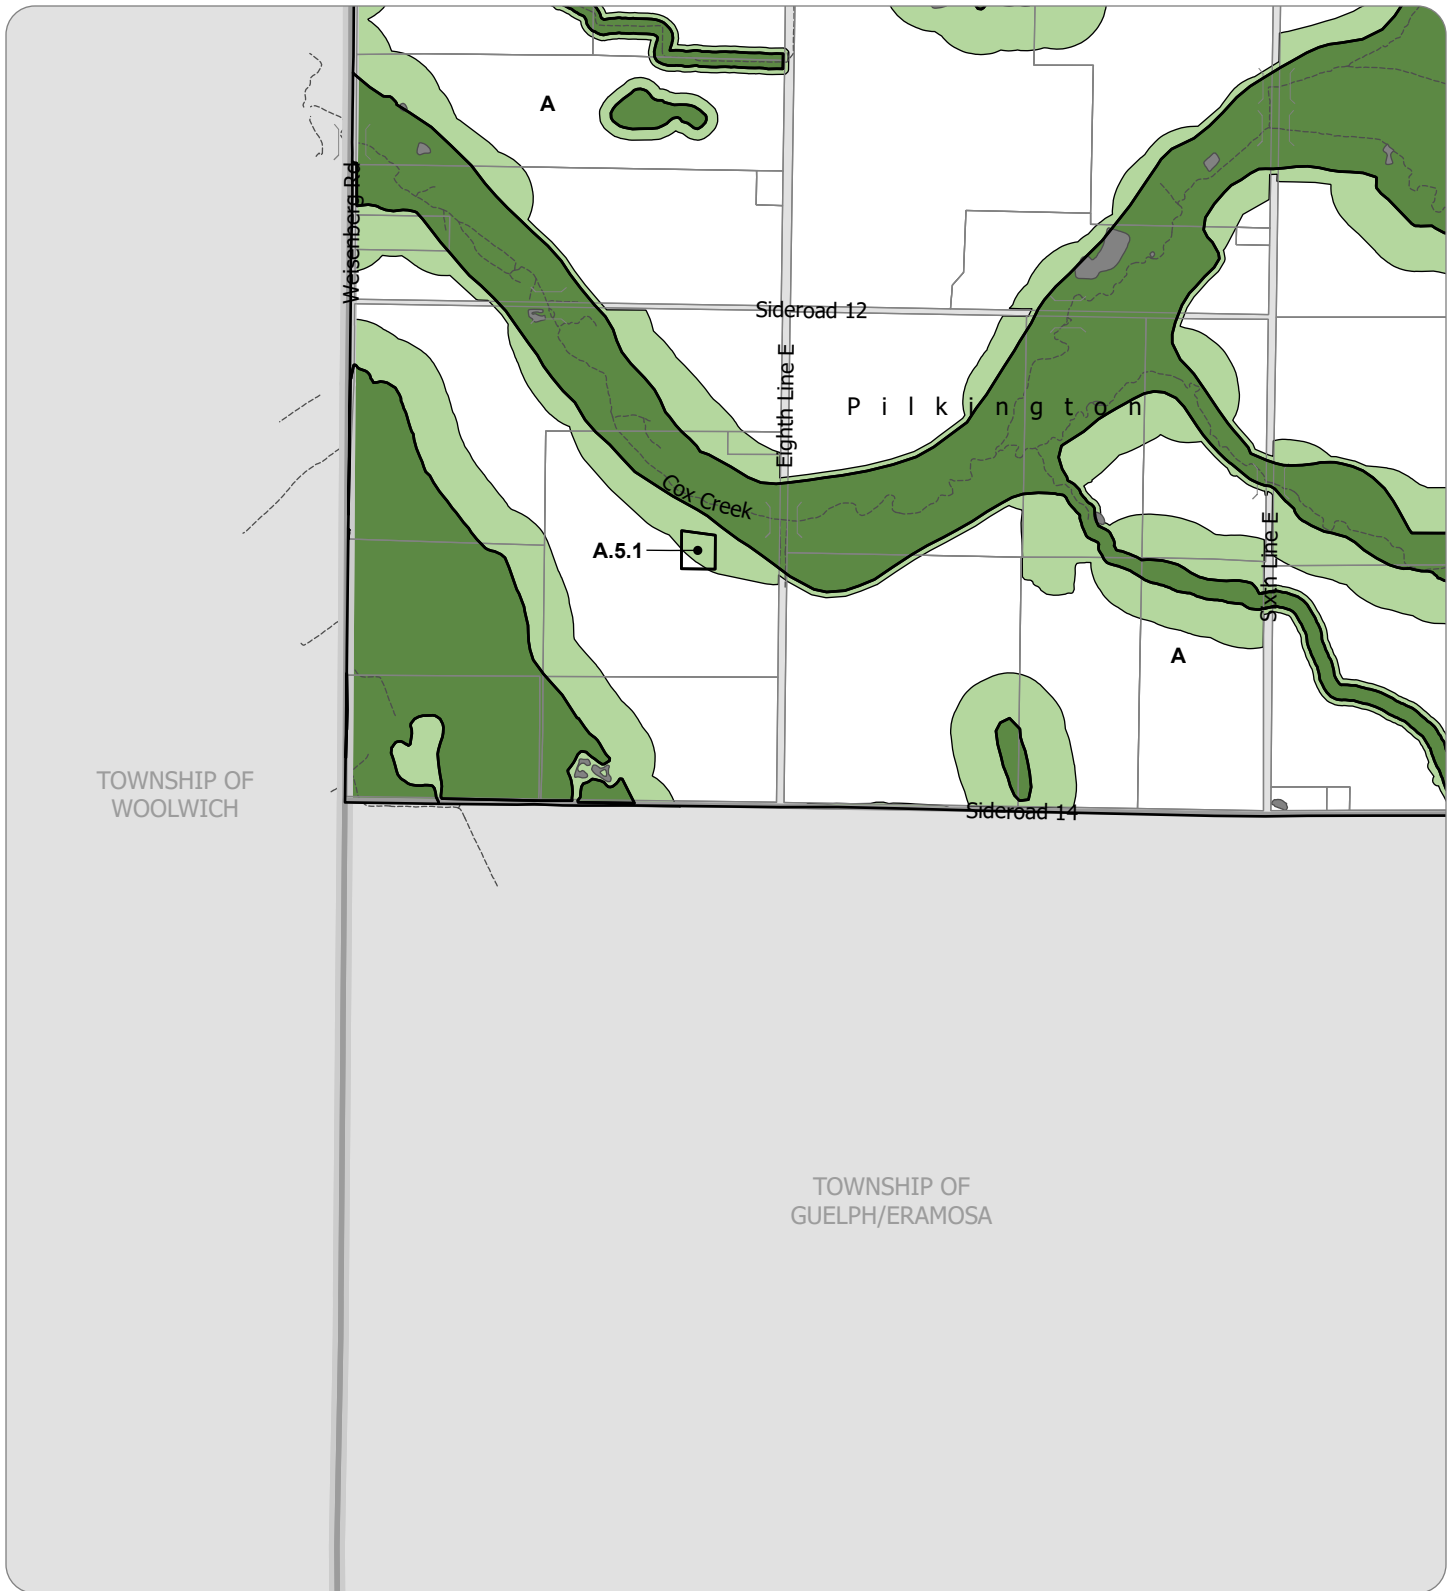 A
Weisenberg Rd
Sideroad 12
Eighth Line E
Pilkington
Cox Creek
A.5.1
Sixth Line E
A
TOWNSHIP OF
WOOLWICH
Sideroad 14
TOWNSHIP OF
GUELPH/ERAMOSA